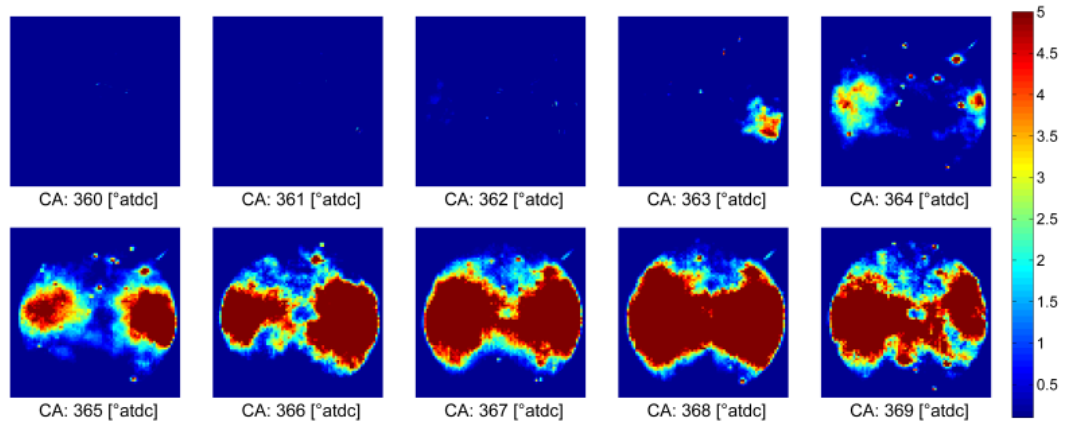 CA: 360 [°atdc]
CA: 361 [°atdc]
CA: 362 [°atdc]
CA: 363 [°atdc]
CA: 364 [°atdc]
CA: 365 [°atdc]
CA: 366 [°atdc]
CA: 367 [°atdc]
CA: 368 [°atdc]
CA: 369 [°atdc]
5
4.5
4
3.5
3
2.5
2
1.5
1
0.5